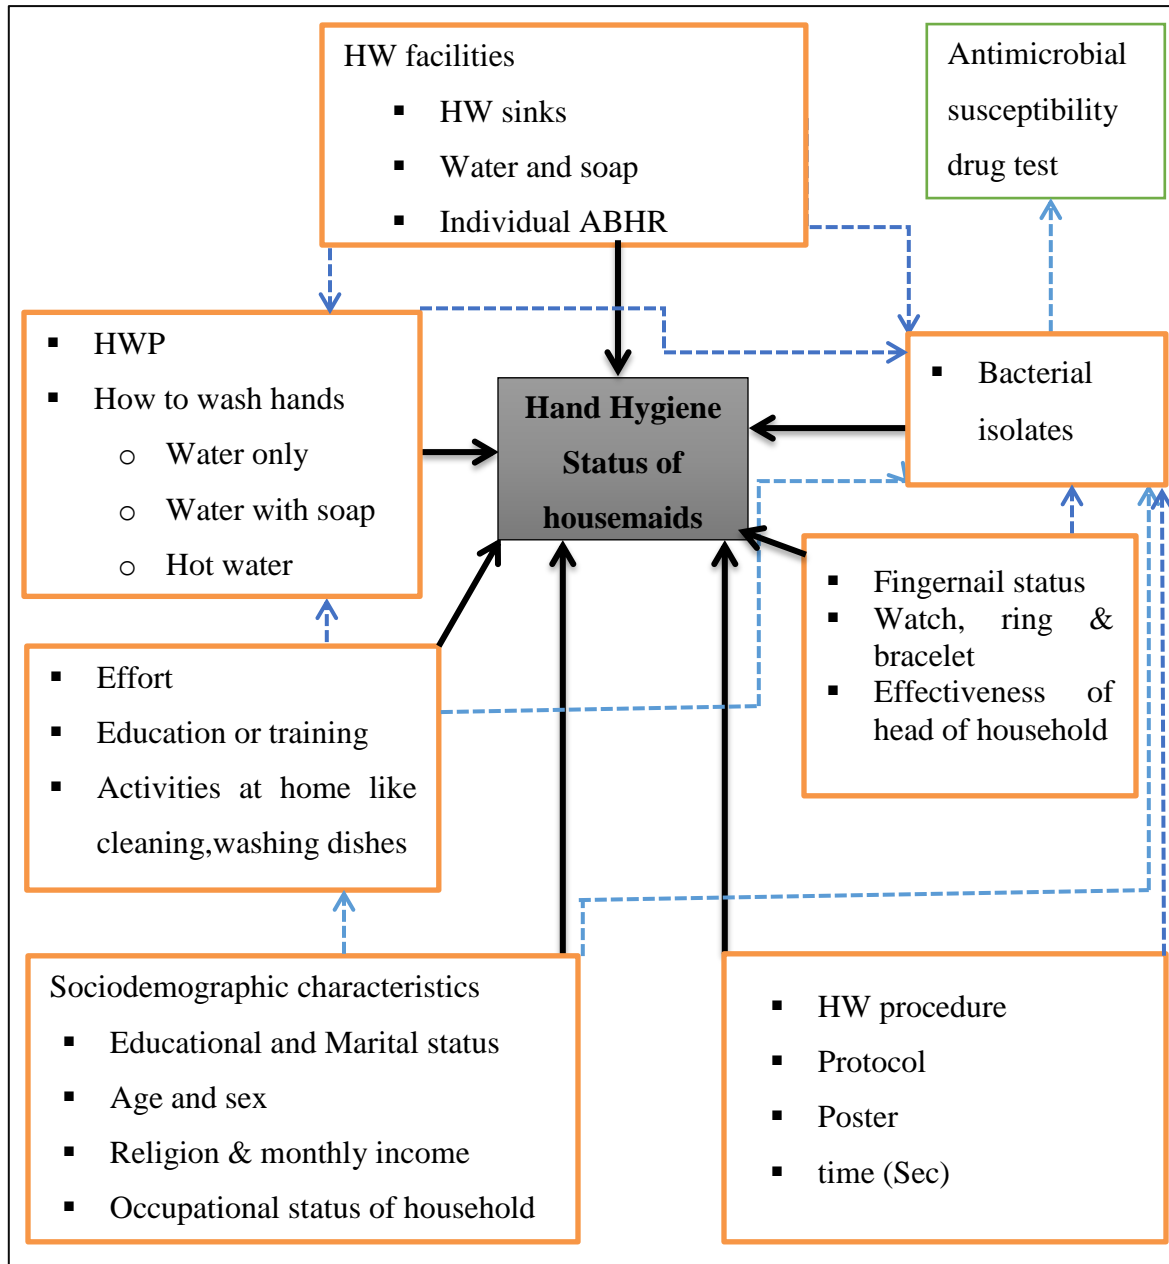 HW facilities
▪ HW sinks
▪ Water and soap
▪ Individual ABHR
Antimicrobial
susceptibility
drug test
▪ HWP
▪ How to wash hands
o Water only
o Water with soap
o Hot water
Hand Hygiene
Status of
housemaids
▪ Bacterial
isolates
▪ Effort
▪ Education or training
▪ Activities at home like
cleaning,washing dishes
▪ Fingernail status
▪ Watch, ring &
bracelet
▪ Effectiveness of
head of household
Sociodemographic characteristics
▪ Educational and Marital status
▪ Age and sex
▪ Religion & monthly income
▪ Occupational status of household
▪ HW procedure
▪ Protocol
▪ Poster
▪ time (Sec)